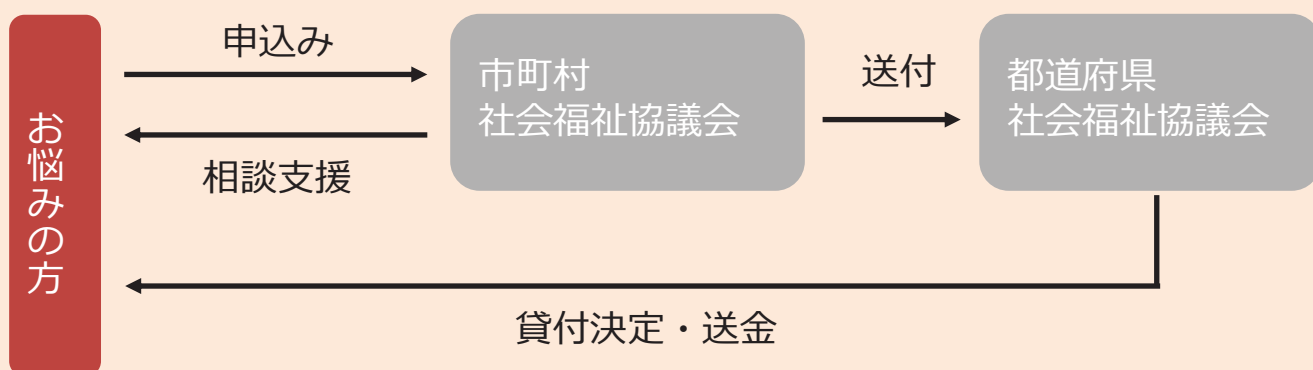 お悩みの方
申込み
相談支援
市町村
社会福祉協議会
送付
都道府県
社会福祉協議会
貸付決定・送金